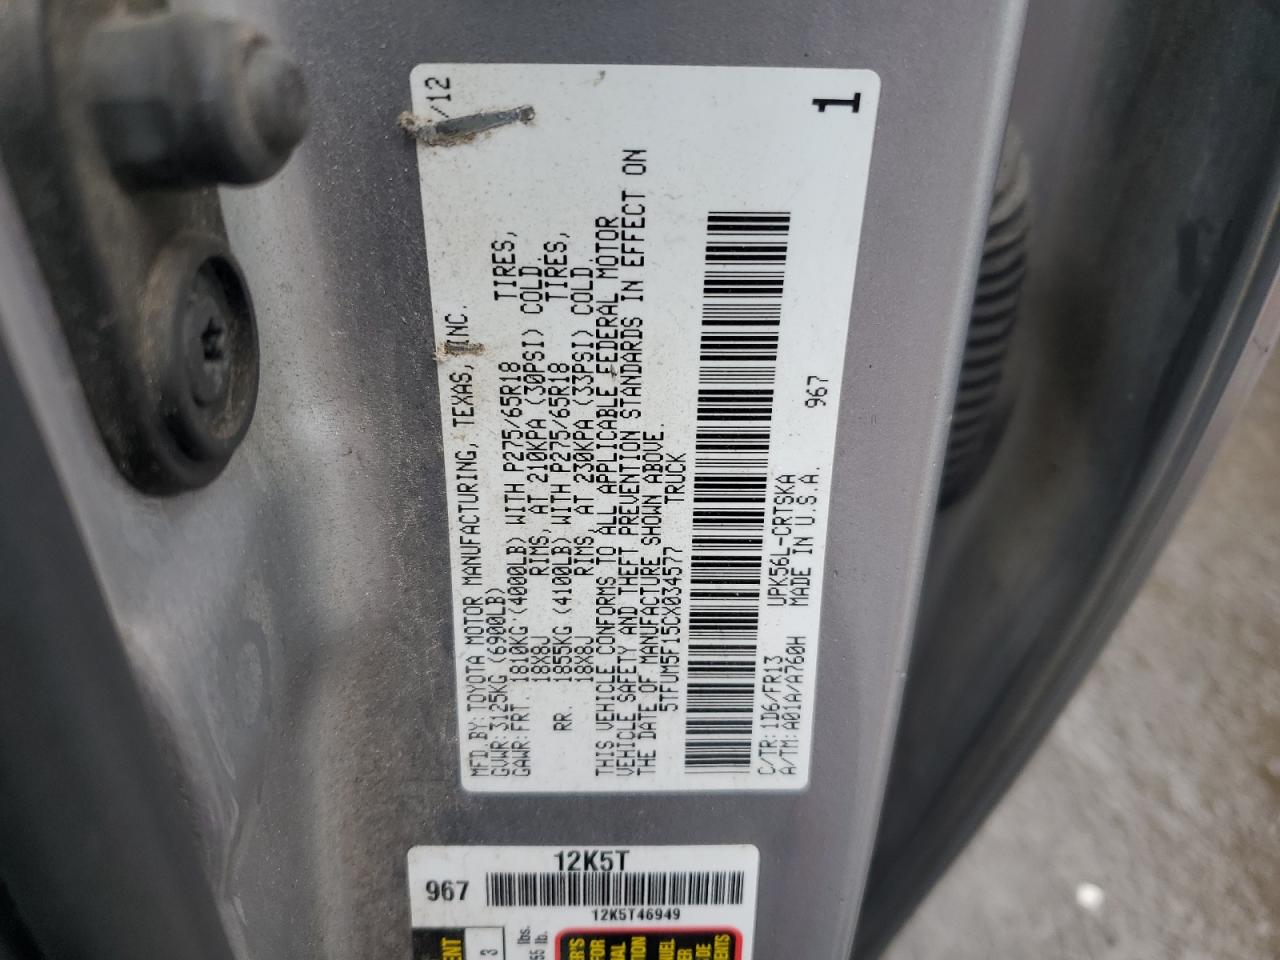 /12
1
MFD.BY:TOYOTA MOTOR MANUFACTURING, TEXAS, INC.
GVWR:3125KG(6900LB)
GAWR:FRT. 1810KG(4000LB) WITH P275/65R18 TIRES,
18X8J RIMS, AT 210KPA (30PSI) COLD.
RR. 1855KG (4100LB) WITH P275/65R18 TIRES,
18X8J RIMS, AT 230KPA (33PSI) COLD.
THIS VEHICLE CONFORMS TO ALL APPLICABLE FEDERAL MOTOR
VEHICLE SAFETY AND THEFT PREVENTION STANDARDS IN EFFECT ON
THE DATE OF MANUFACTURE SHOWN ABOVE.
5TFUM5F15CX034577 TRUCK
C/TR:1D6/FR13 UPK56L-CRTSKA
A/TM:A01A/A760H MADE IN U.S.A. 967
12K5T
967
12K5T46949